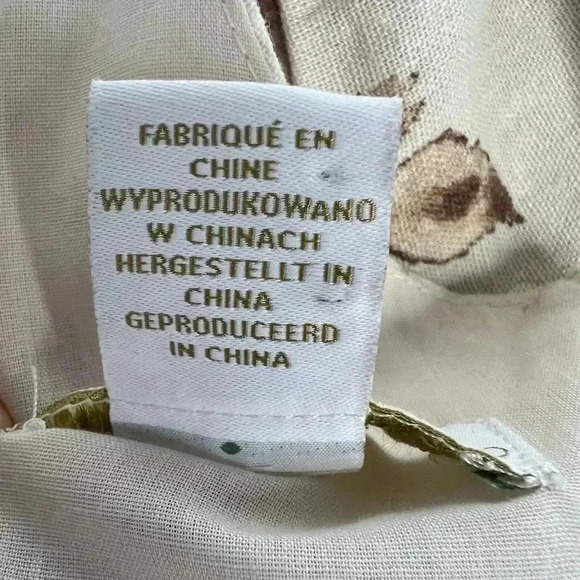 FABRIQUÉ EN
CHINE
WYPRODUKOWANO
W CHINACH
HERGESTELLT IN
CHINA
GEPRODUCEERD
IN CHINA